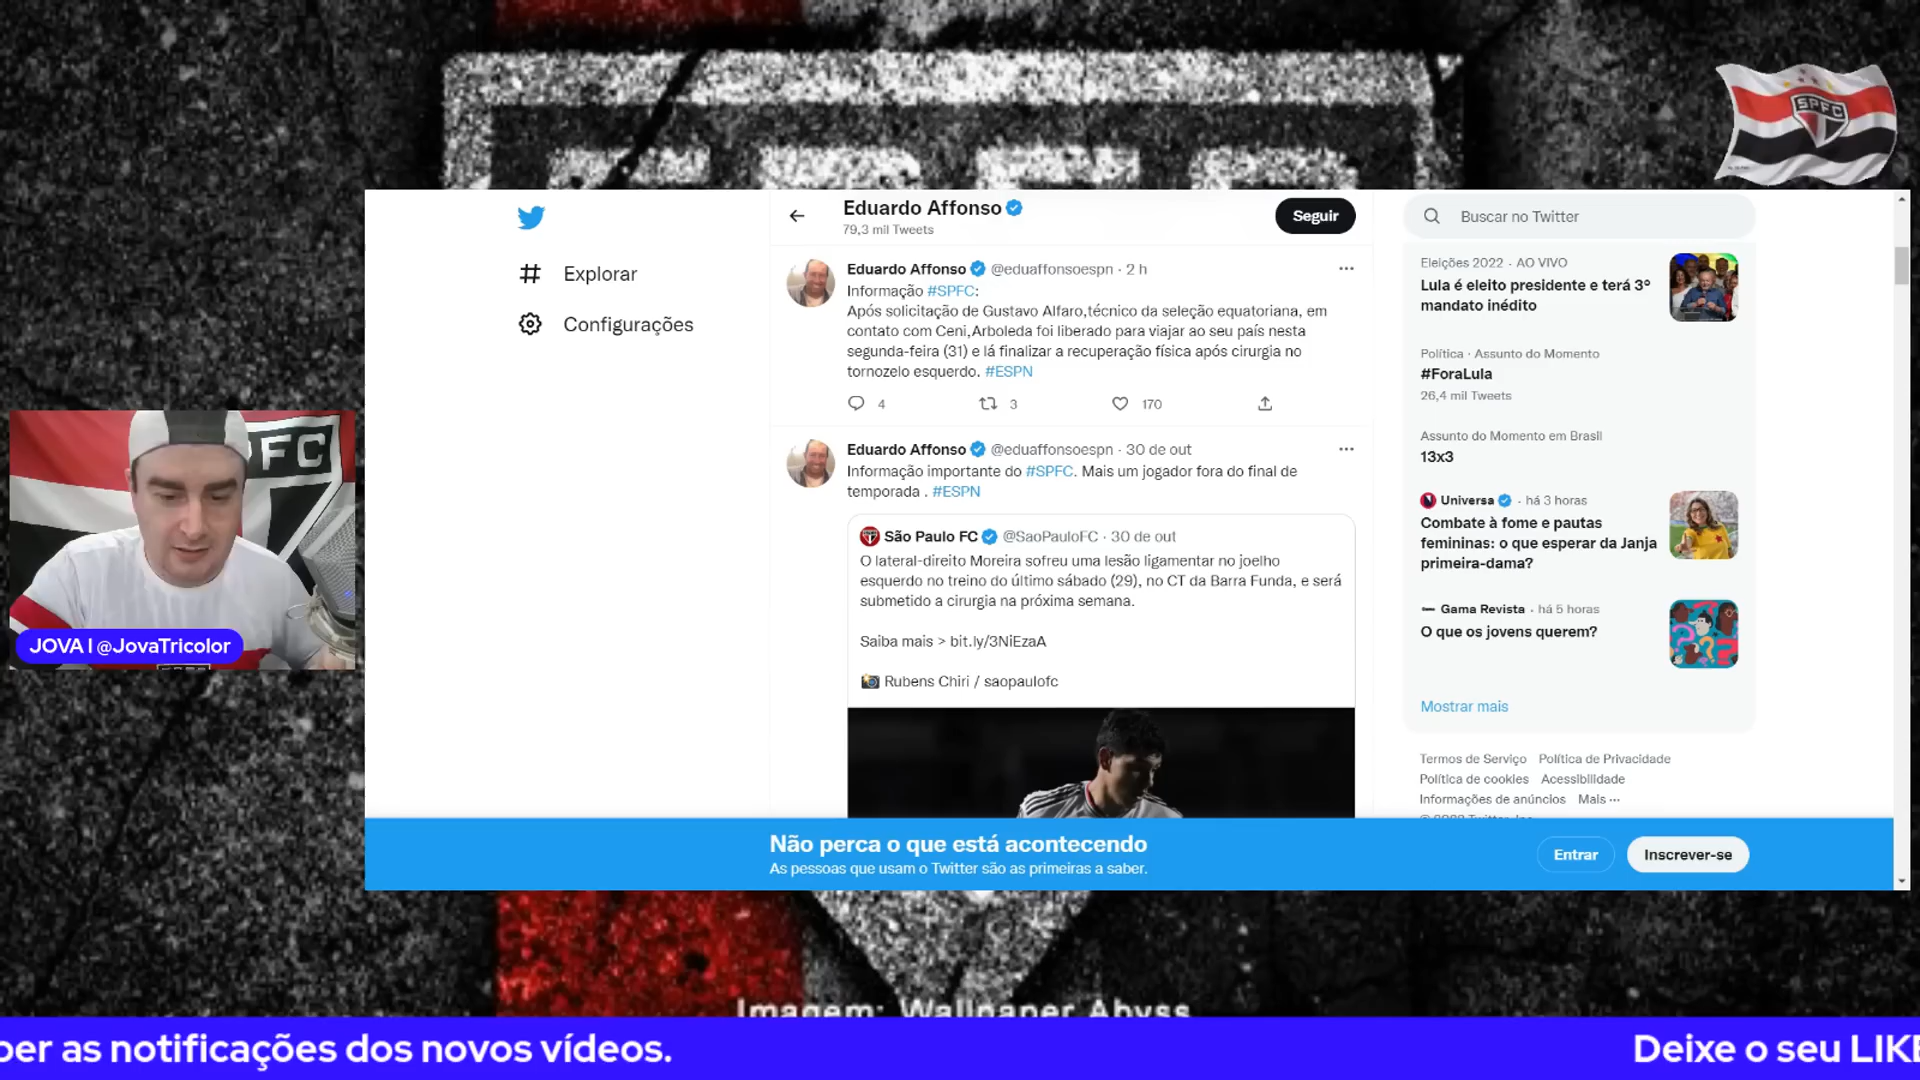 SPFC
Eduardo Affonso
79,3 mil Tweets
Seguir
Buscar no Twitter
Explorar
Configurações
Eduardo Affonso @eduaffonsoespn · 2 h
Informação #SPFC:
Após solicitação de Gustavo Alfaro,técnico da seleção equatoriana, em
contato com Ceni,Arboleda foi liberado para viajar ao seu país nesta
segunda-feira (31) e lá finalizar a recuperação física após cirurgia no
tornozelo esquerdo. #ESPN
4 3 170
Eduardo Affonso @eduaffonsoespn · 30 de out
Informação importante do #SPFC. Mais um jogador fora do final de
temporada . #ESPN
São Paulo FC @SaoPauloFC · 30 de out
O lateral-direito Moreira sofreu uma lesão ligamentar no joelho
esquerdo no treino do último sábado (29), no CT da Barra Funda, e será
submetido a cirurgia na próxima semana.
Saiba mais > bit.ly/3NiEzaA
Rubens Chiri / saopaulofc
Eleições 2022 · AO VIVO
Lula é eleito presidente e terá 3º
mandato inédito
Política · Assunto do Momento
#ForaLula
26,4 mil Tweets
Assunto do Momento em Brasil
13x3
Universa · há 3 horas
Combate à fome e pautas
femininas: o que esperar da Janja
primeira-dama?
Gama Revista · há 5 horas
O que os jovens querem?
Mostrar mais
Termos de Serviço Política de Privacidade
Política de cookies Acessibilidade
Informações de anúncios Mais ···
FC
JOVA | @JovaTricolor
Não perca o que está acontecendo
As pessoas que usam o Twitter são as primeiras a saber.
Entrar
Inscrever-se
Imagem: Wallpaper Abyss
ber as notificações dos novos vídeos.
Deixe o seu LIKE